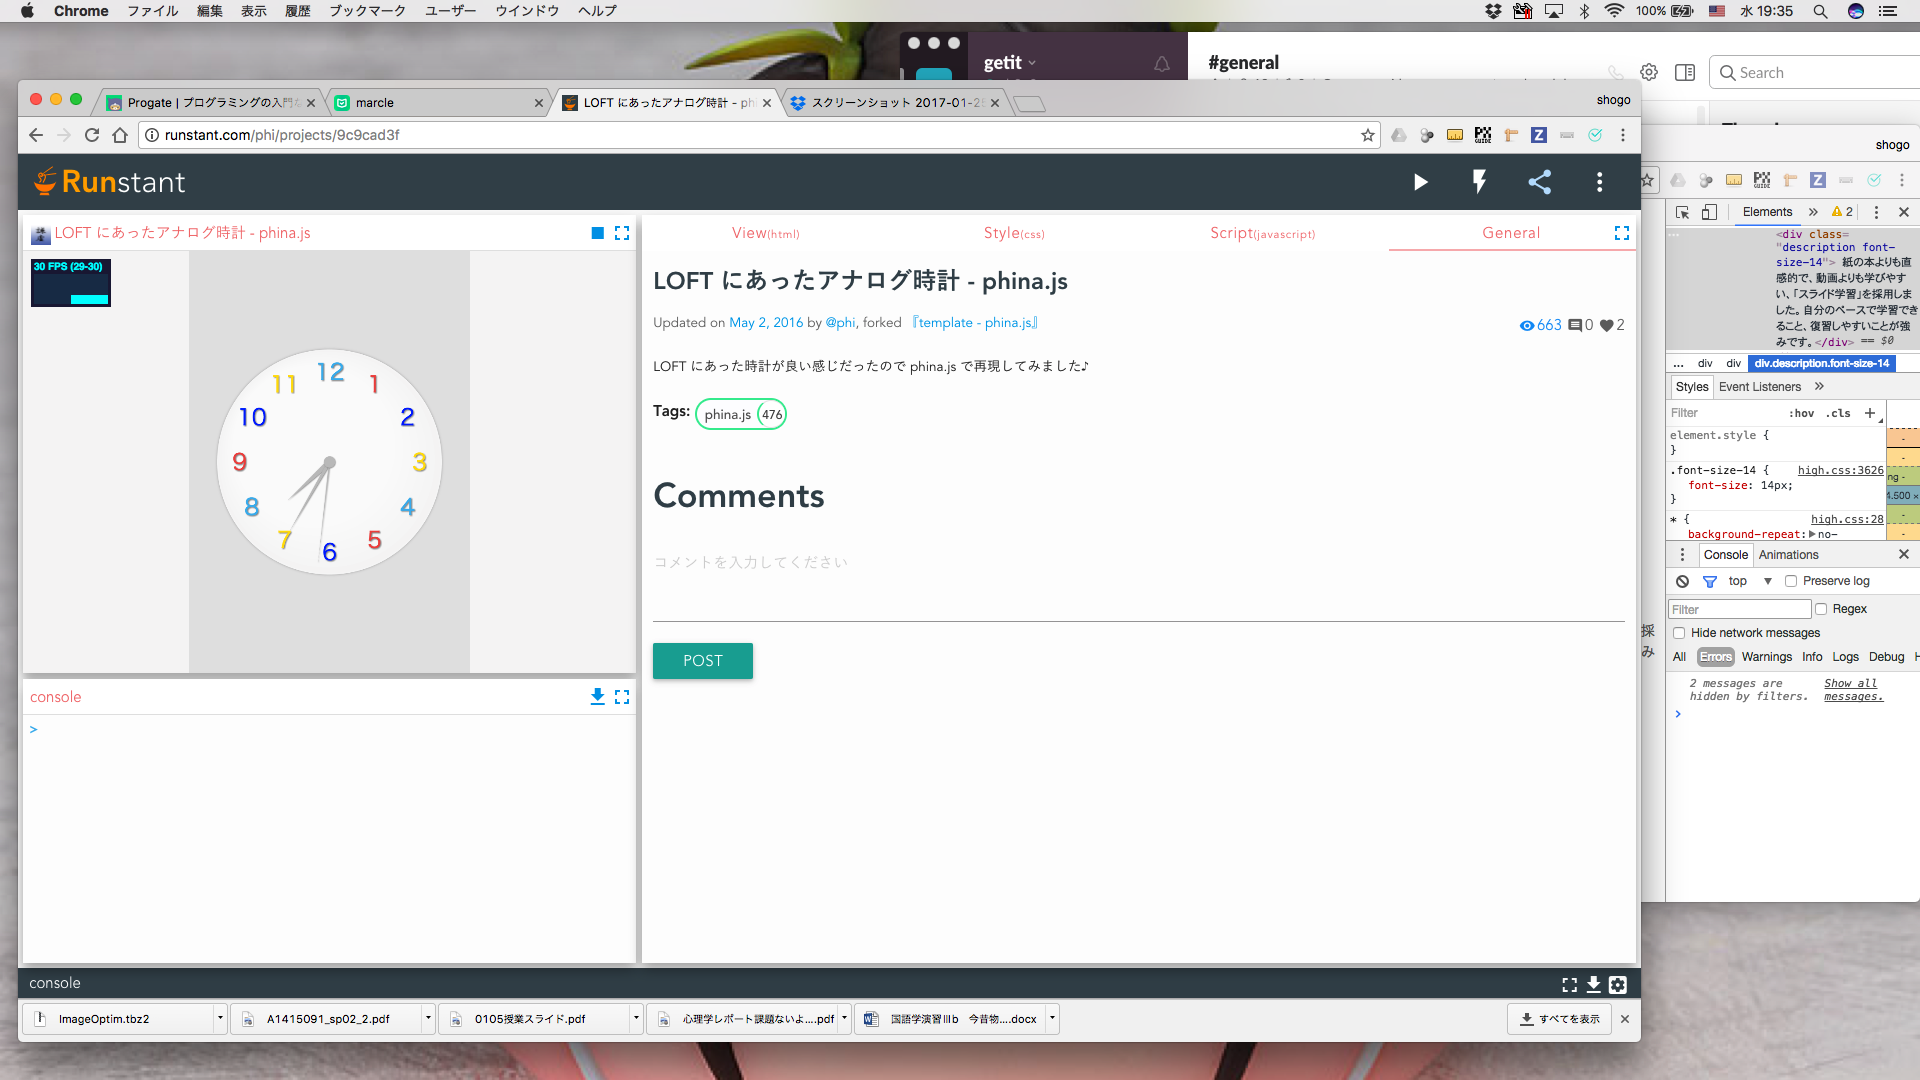 Chrome ファイル 編集 表示 履歴 ブックマーク ユーザー ウインドウ ヘルプ 100% 水 19:35
getit #general Search
Progate | プログラミングの入門 marcle LOFT にあったアナログ時計 - phi スクリーンショット 2017-01-25 shogo
runstant.com/phi/projects/9c9cad3f
shogo
Runstant
LOFT にあったアナログ時計 - phina.js
30 FPS (29-30)
12
11 1
10 2
9 3
8 4
7 5
6
View(html) Style(css) Script(javascript) General
LOFT にあったアナログ時計 - phina.js
Updated on May 2, 2016 by @phi, forked 『template - phina.js』 663 0 2
LOFT にあった時計が良い感じだったので phina.js で再現してみました♪
Tags: phina.js 476
Comments
コメントを入力してください
POST
console
>
console
ImageOptim.tbz2 A1415091_sp02_2.pdf 0105授業スライド.pdf 心理学レポート課題ないよ....pdf 国語学演習Ⅲb 今昔物....docx すべてを表示
採
み
Elements » 2
<div class=
"description font-
size-14"> 紙の本よりも直
感的で、動画よりも学びやす
い、「スライド学習」を採用しま
した。自分のペースで学習でき
ること、復習しやすいことが強
みです。</div> == $0
... div div div.description.font-size-14
Styles Event Listeners »
Filter :hov .cls +
element.style {
}
.font-size-14 { high.css:3626
font-size: 14px;
}
* { high.css:28
background-repeat: no-
ng -
4.500 ×
Console Animations
top Preserve log
Filter Regex
Hide network messages
All Errors Warnings Info Logs Debug H
2 messages are hidden by filters. Show all messages.
>